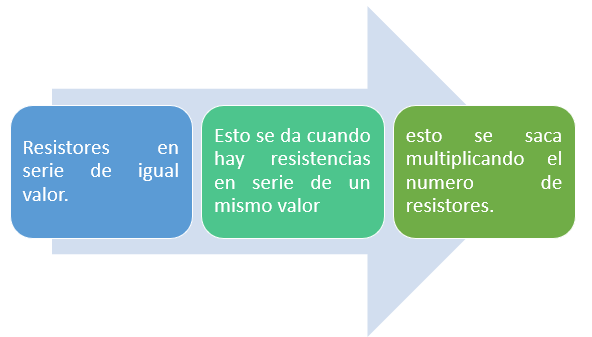 Resistores en
serie de igual
valor.
Esto se da cuando
hay resistencias
en serie de un
mismo valor
esto se saca
multiplicando el
numero de
resistores.